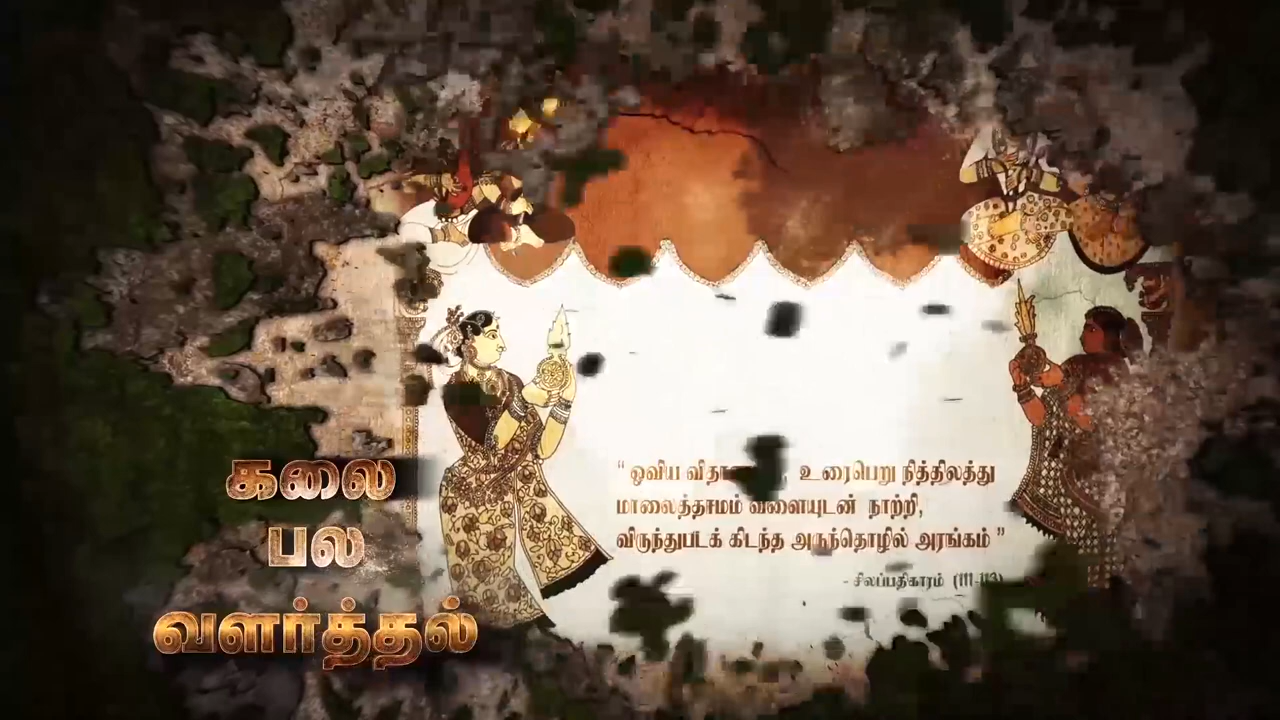 கலை
பல
வளர்த்தல்
“ ஓவிய உரைபெறு நித்திலத்து
மாலைத்தாமம் வளையுடன் நாற்றி,
விருந்துபடக் கிடந்த அருந்தொழில் அரங்கம் ”
- சிலப்பதிகாரம் (111-113)